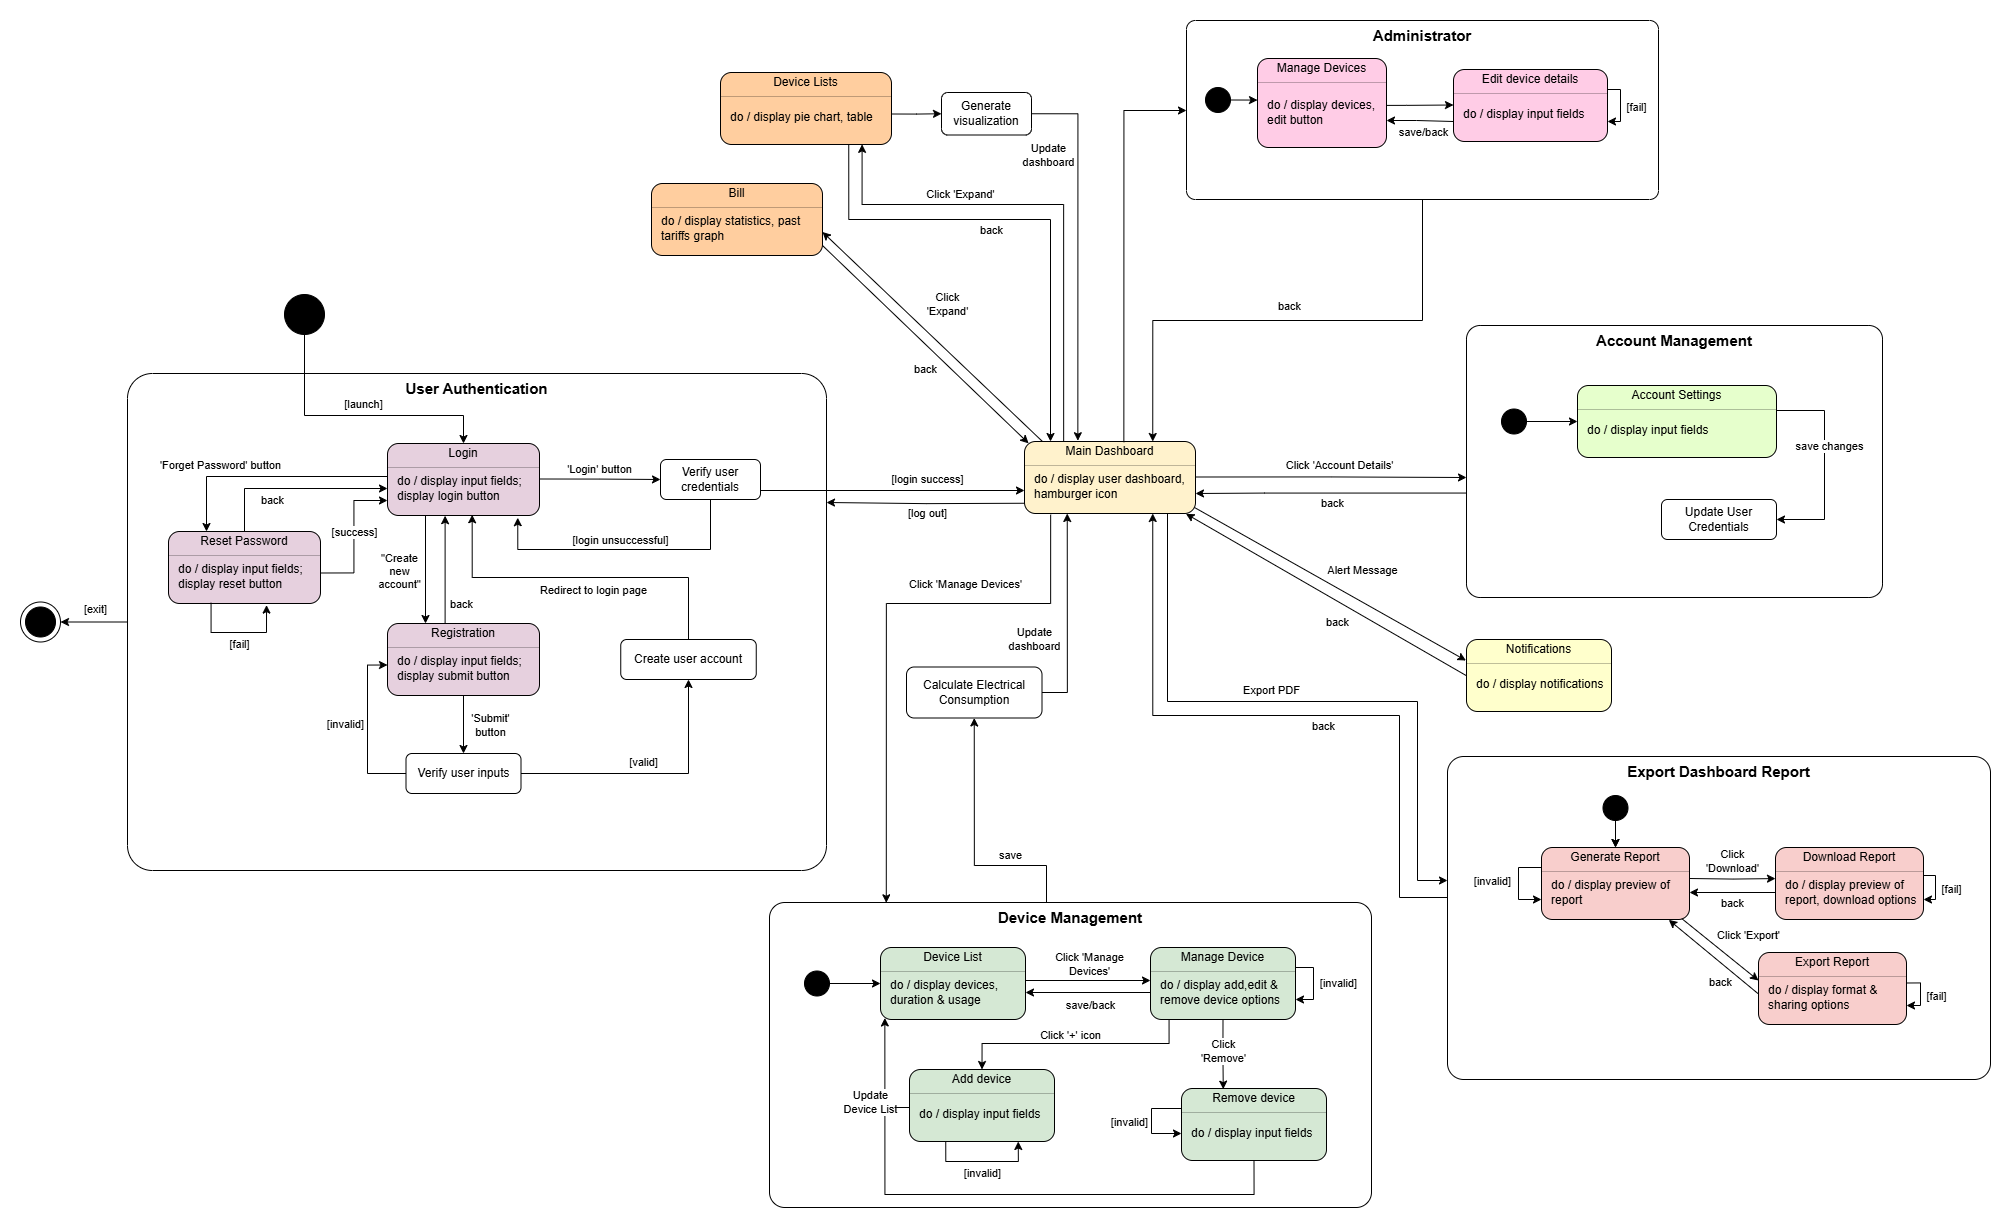 Administrator
Manage Devices
do / display devices,
edit button
Edit device details
do / display input fields
[fail]
save/back
Device Lists
do / display pie chart, table
Generate
visualization
Update
dashboard
Click 'Expand'
back
Bill
do / display statistics, past
tariffs graph
Click
'Expand'
back
back
Account Management
Account Settings
do / display input fields
save changes
Update User
Credentials
User Authentication
[launch]
Login
do / display input fields;
display login button
'Forget Password' button
back
[success]
'Login' button
Verify user
credentials
[login success]
[log out]
[login unsuccessful]
Reset Password
do / display input fields;
display reset button
[fail]
"Create
new
account"
back
Redirect to login page
Registration
do / display input fields;
display submit button
Create user account
[invalid]
'Submit'
button
Verify user inputs
[valid]
[exit]
Main Dashboard
do / display user dashboard,
hamburger icon
Click 'Account Details'
back
Alert Message
back
Notifications
do / display notifications
Click 'Manage Devices'
Update
dashboard
Calculate Electrical
Consumption
save
Export PDF
back
Export Dashboard Report
Generate Report
do / display preview of
report
[invalid]
Click
'Download'
back
Download Report
do / display preview of
report, download options
[fail]
Click 'Export'
back
Export Report
do / display format &
sharing options
[fail]
Device Management
Device List
do / display devices,
duration & usage
Click 'Manage
Devices'
save/back
Manage Device
do / display add,edit &
remove device options
[invalid]
Click '+' icon
Click
'Remove'
Add device
do / display input fields
[invalid]
Update
Device List
Remove device
do / display input fields
[invalid]